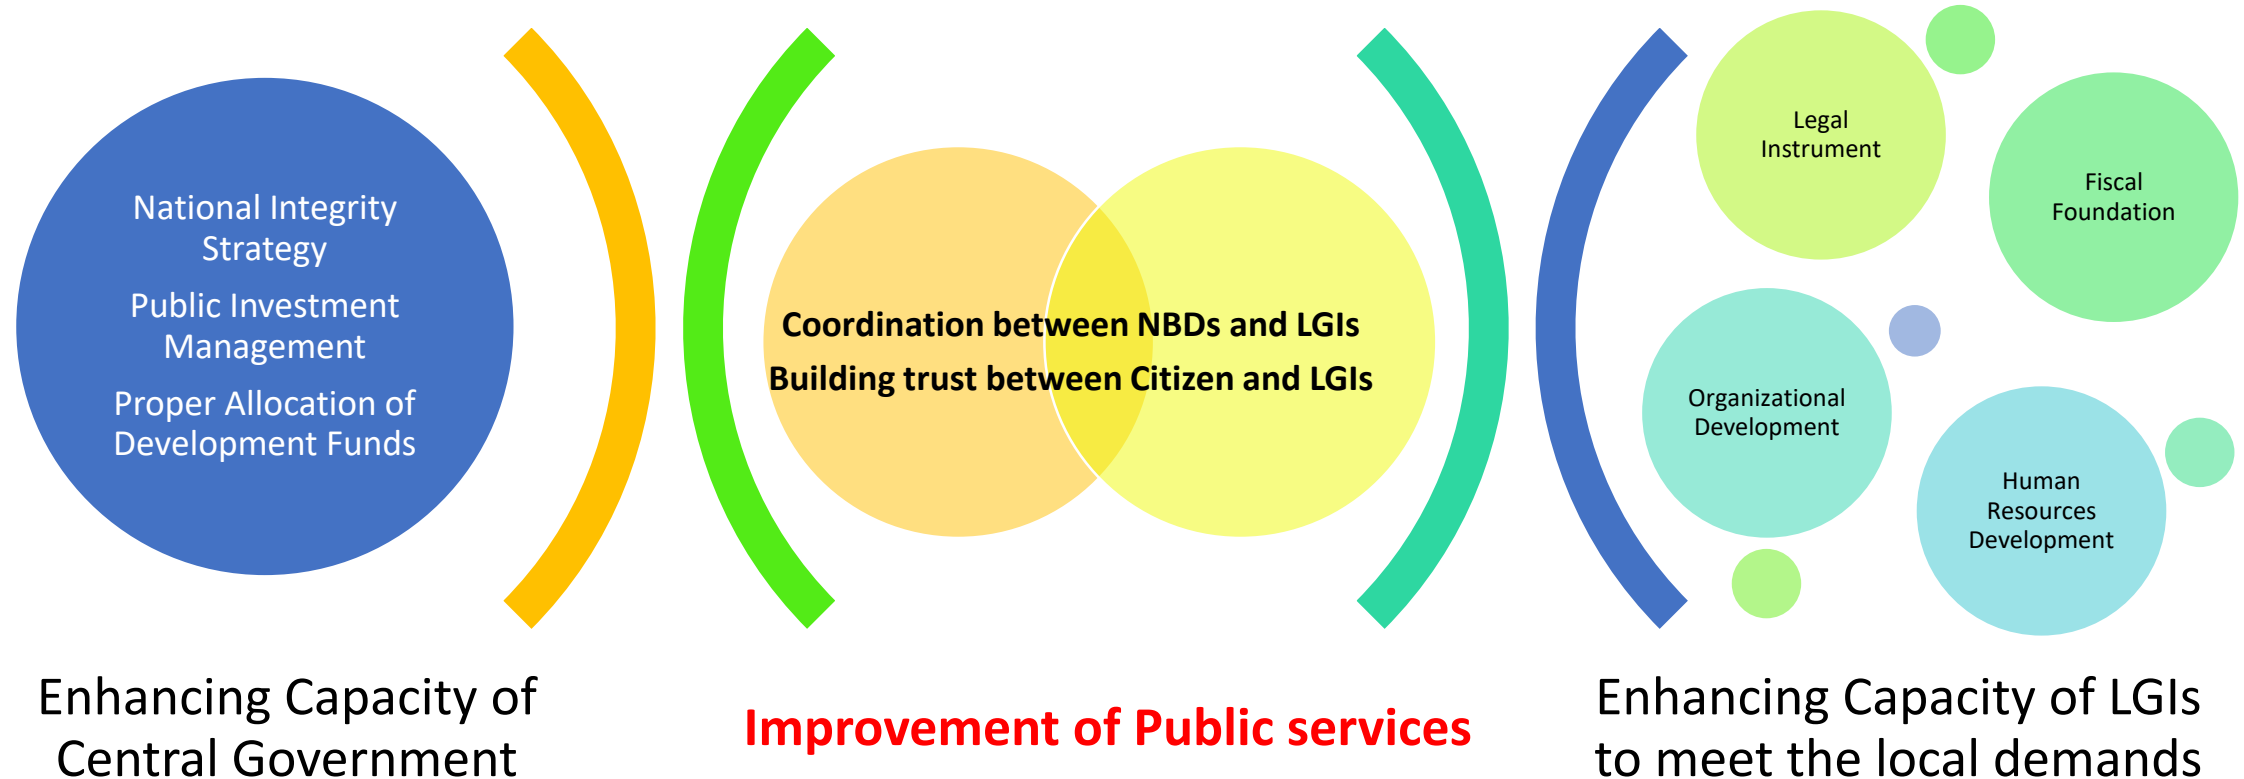 National Integrity
Strategy
Public Investment
Management
Proper Allocation of
Development Funds
Enhancing Capacity of
Central Government
Coordination between NBDs and LGIs
Building trust between Citizen and LGIs
Improvement of Public services
Legal
Instrument
Fiscal
Foundation
Organizational
Development
Human
Resources
Development
Enhancing Capacity of LGIs
to meet the local demands